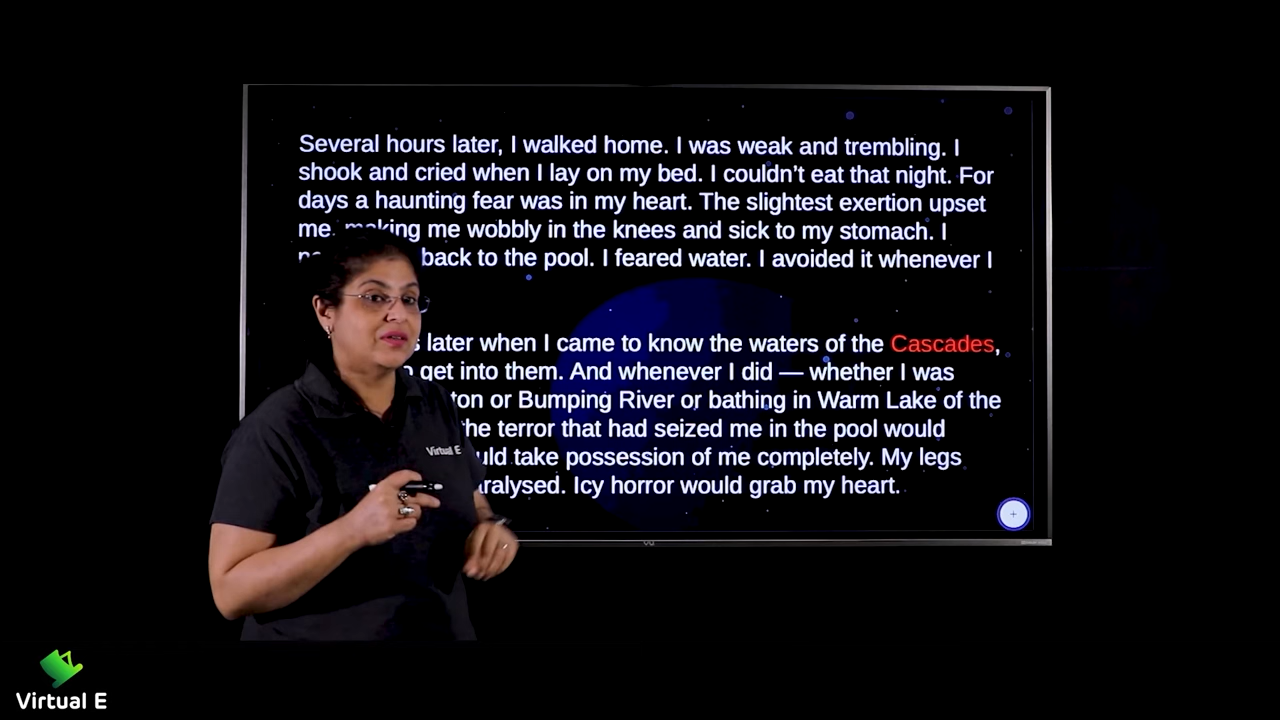 Several hours later, I walked home. I was weak and trembling. I
shook and cried when I lay on my bed. I couldn't eat that night. For
days a haunting fear was in my heart. The slightest exertion upset
me, making me wobbly in the knees and sick to my stomach. I
back to the pool. I feared water. I avoided it whenever I
later when I came to know the waters of the Cascades,
get into them. And whenever I did — whether I was
or Bumping River or bathing in Warm Lake of the
the terror that had seized me in the pool would
take possession of me completely. My legs
Icy horror would grab my heart.
Virtual E
Virtual E